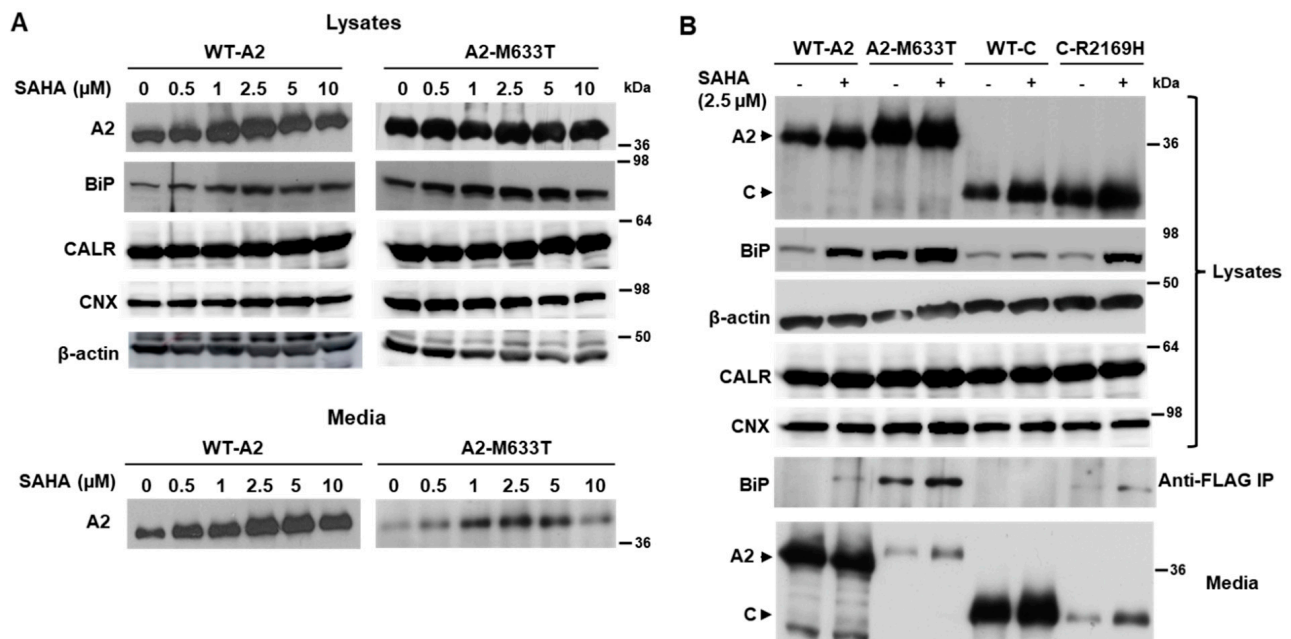 A
Lysates
WT-A2 A2-M633T
SAHA (μM) 0 0.5 1 2.5 5 10 0 0.5 1 2.5 5 10 kDa
A2
36
98
BiP
64
CALR
98
CNX
50
β-actin
Media
WT-A2 A2-M633T
SAHA (μM) 0 0.5 1 2.5 5 10 0 0.5 1 2.5 5 10
A2
36
B
WT-A2 A2-M633T WT-C C-R2169H
SAHA - + - + - + - + kDa
(2.5 μM)
A2
36
C
98
BiP
Lysates
50
β-actin
64
CALR
98
CNX
BiP Anti-FLAG IP
A2
36
Media
C